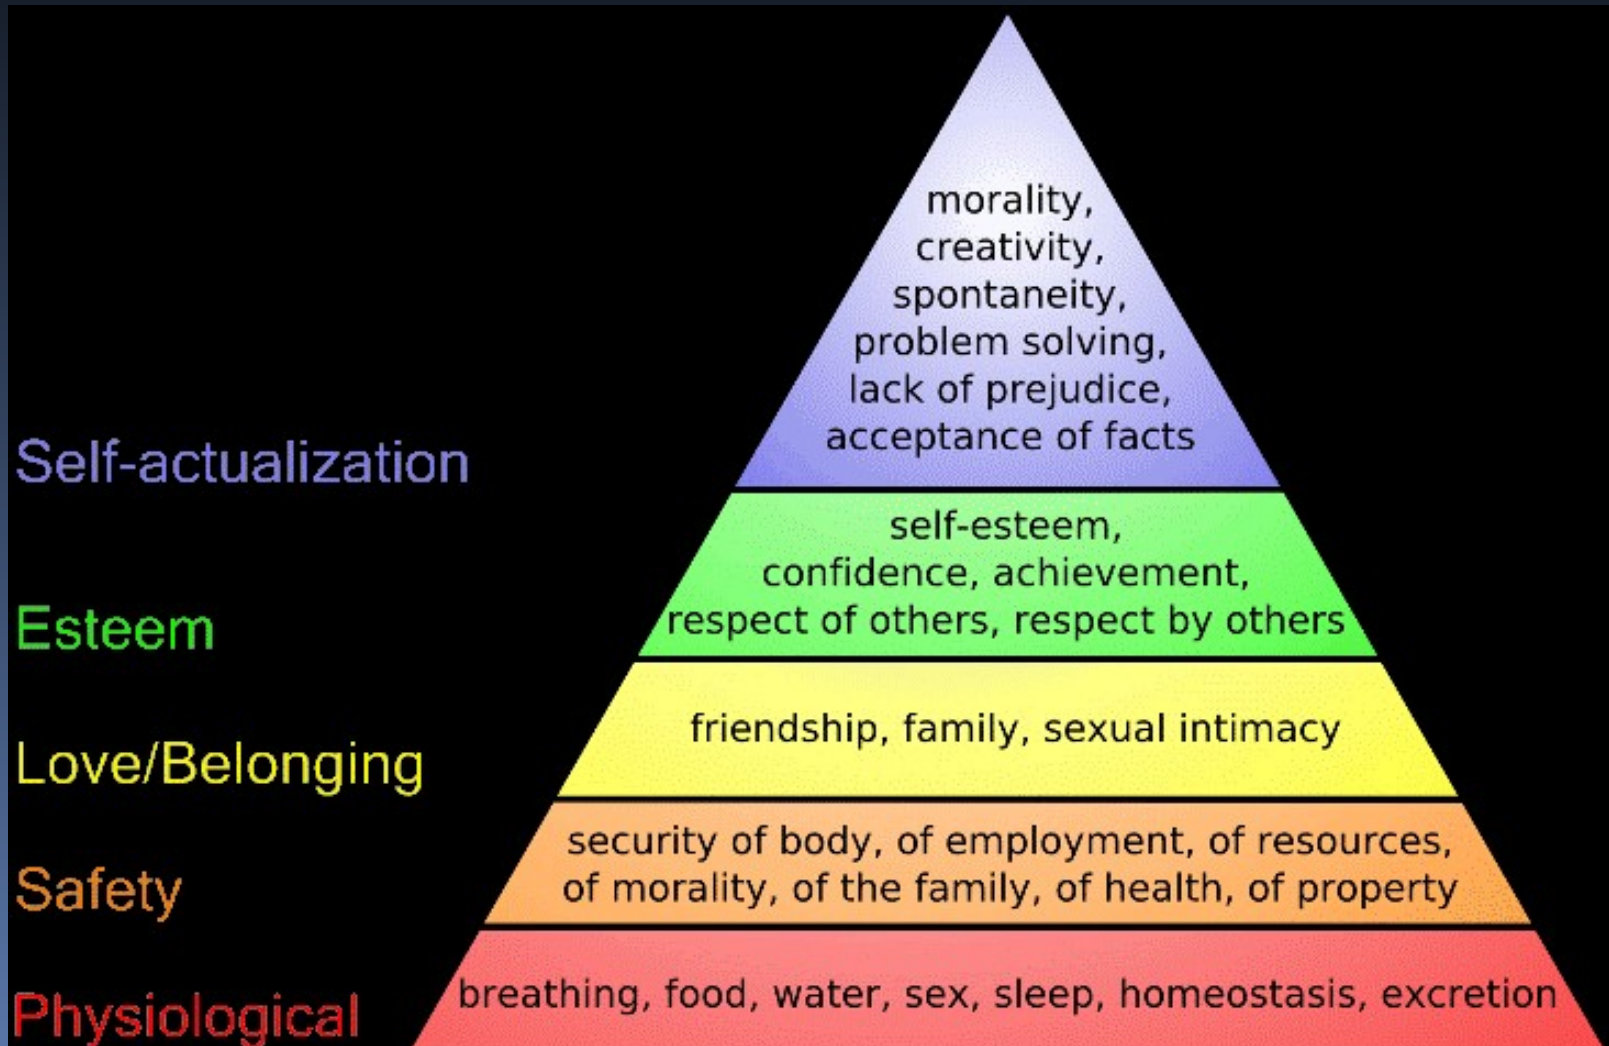 morality,
creativity,
spontaneity,
problem solving,
lack of prejudice,
acceptance of facts
Self-actualization
self-esteem,
confidence, achievement,
respect of others, respect by others
Esteem
friendship, family, sexual intimacy
Love/Belonging
security of body, of employment, of resources,
of morality, of the family, of health, of property
Safety
breathing, food, water, sex, sleep, homeostasis, excretion
Physiological